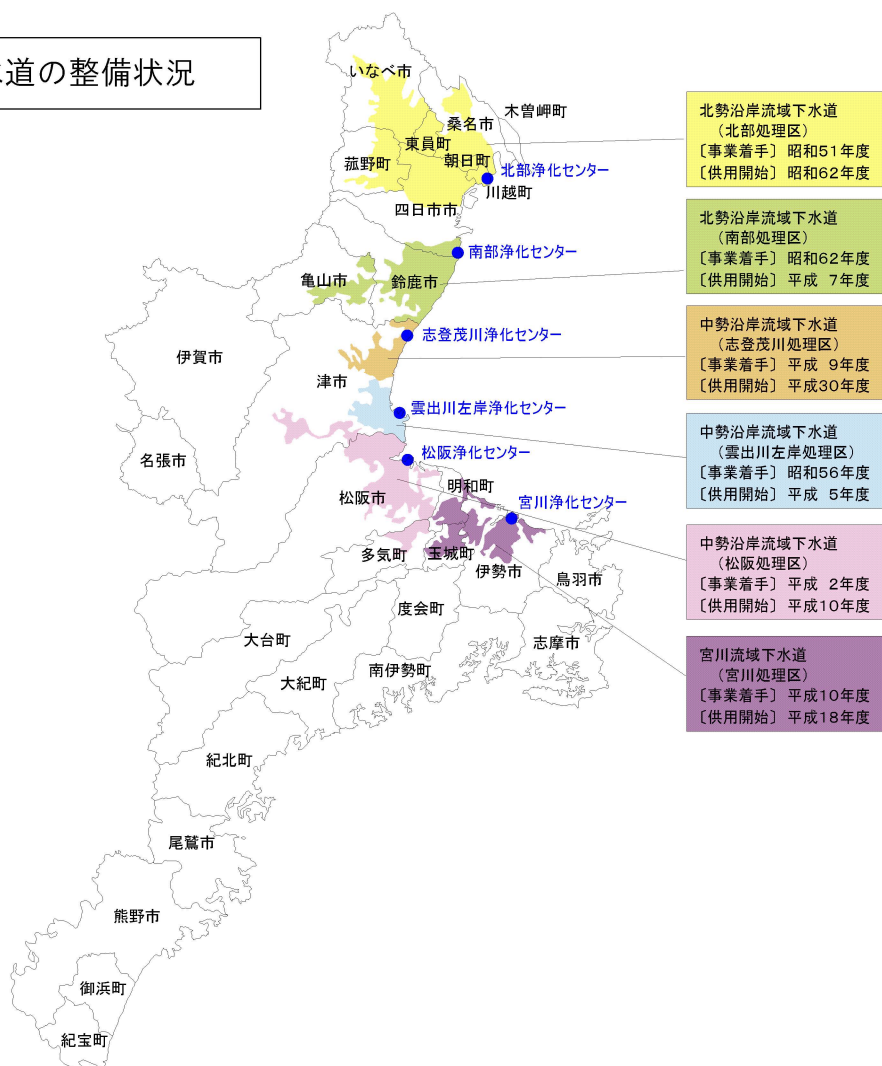 水道の整備状況
いなべ市
木曽岬町
桑名市
東員町
菰野町
朝日町
北部浄化センター
川越町
四日市市
南部浄化センター
亀山市
鈴鹿市
志登茂川浄化センター
伊賀市
津市
雲出川左岸浄化センター
名張市
松阪浄化センター
明和町
松阪市
宮川浄化センター
多気町
玉城町
伊勢市
鳥羽市
度会町
大台町
志摩市
南伊勢町
大紀町
紀北町
尾鷲市
熊野市
御浜町
紀宝町
北勢沿岸流域下水道
（北部処理区）
〔事業着手〕 昭和51年度
〔供用開始〕 昭和62年度
北勢沿岸流域下水道
（南部処理区）
〔事業着手〕 昭和62年度
〔供用開始〕 平成 7年度
中勢沿岸流域下水道
（志登茂川処理区）
〔事業着手〕 平成 9年度
〔供用開始〕 平成30年度
中勢沿岸流域下水道
（雲出川左岸処理区）
〔事業着手〕 昭和56年度
〔供用開始〕 平成 5年度
中勢沿岸流域下水道
（松阪処理区）
〔事業着手〕 平成 2年度
〔供用開始〕 平成10年度
宮川流域下水道
（宮川処理区）
〔事業着手〕 平成10年度
〔供用開始〕 平成18年度